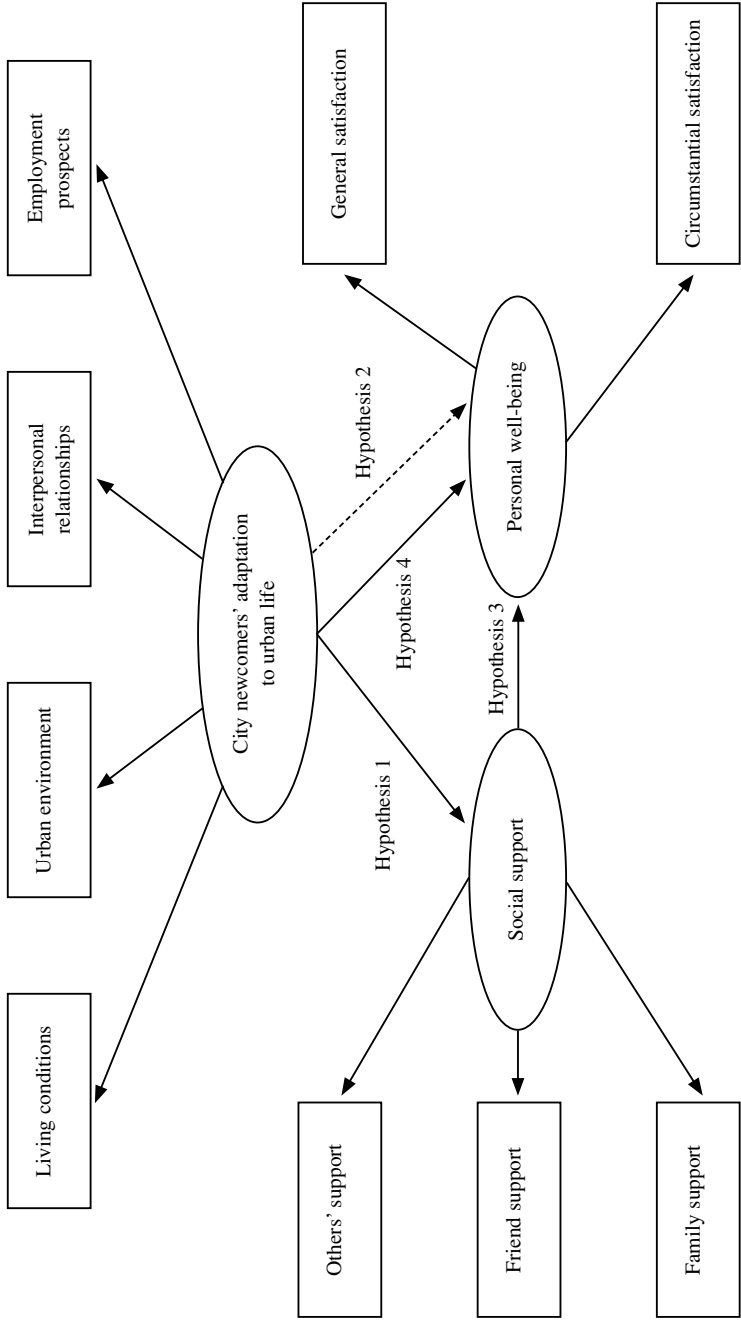 Living conditions
Urban environment
Interpersonal
relationships
Employment
prospects
City newcomers’ adaptation
to urban life
Hypothesis 1
Hypothesis 4
Hypothesis 2
Others’ support
General satisfaction
Hypothesis 3
Friend support
Social support
Personal well-being
Family support
Circumstantial satisfaction